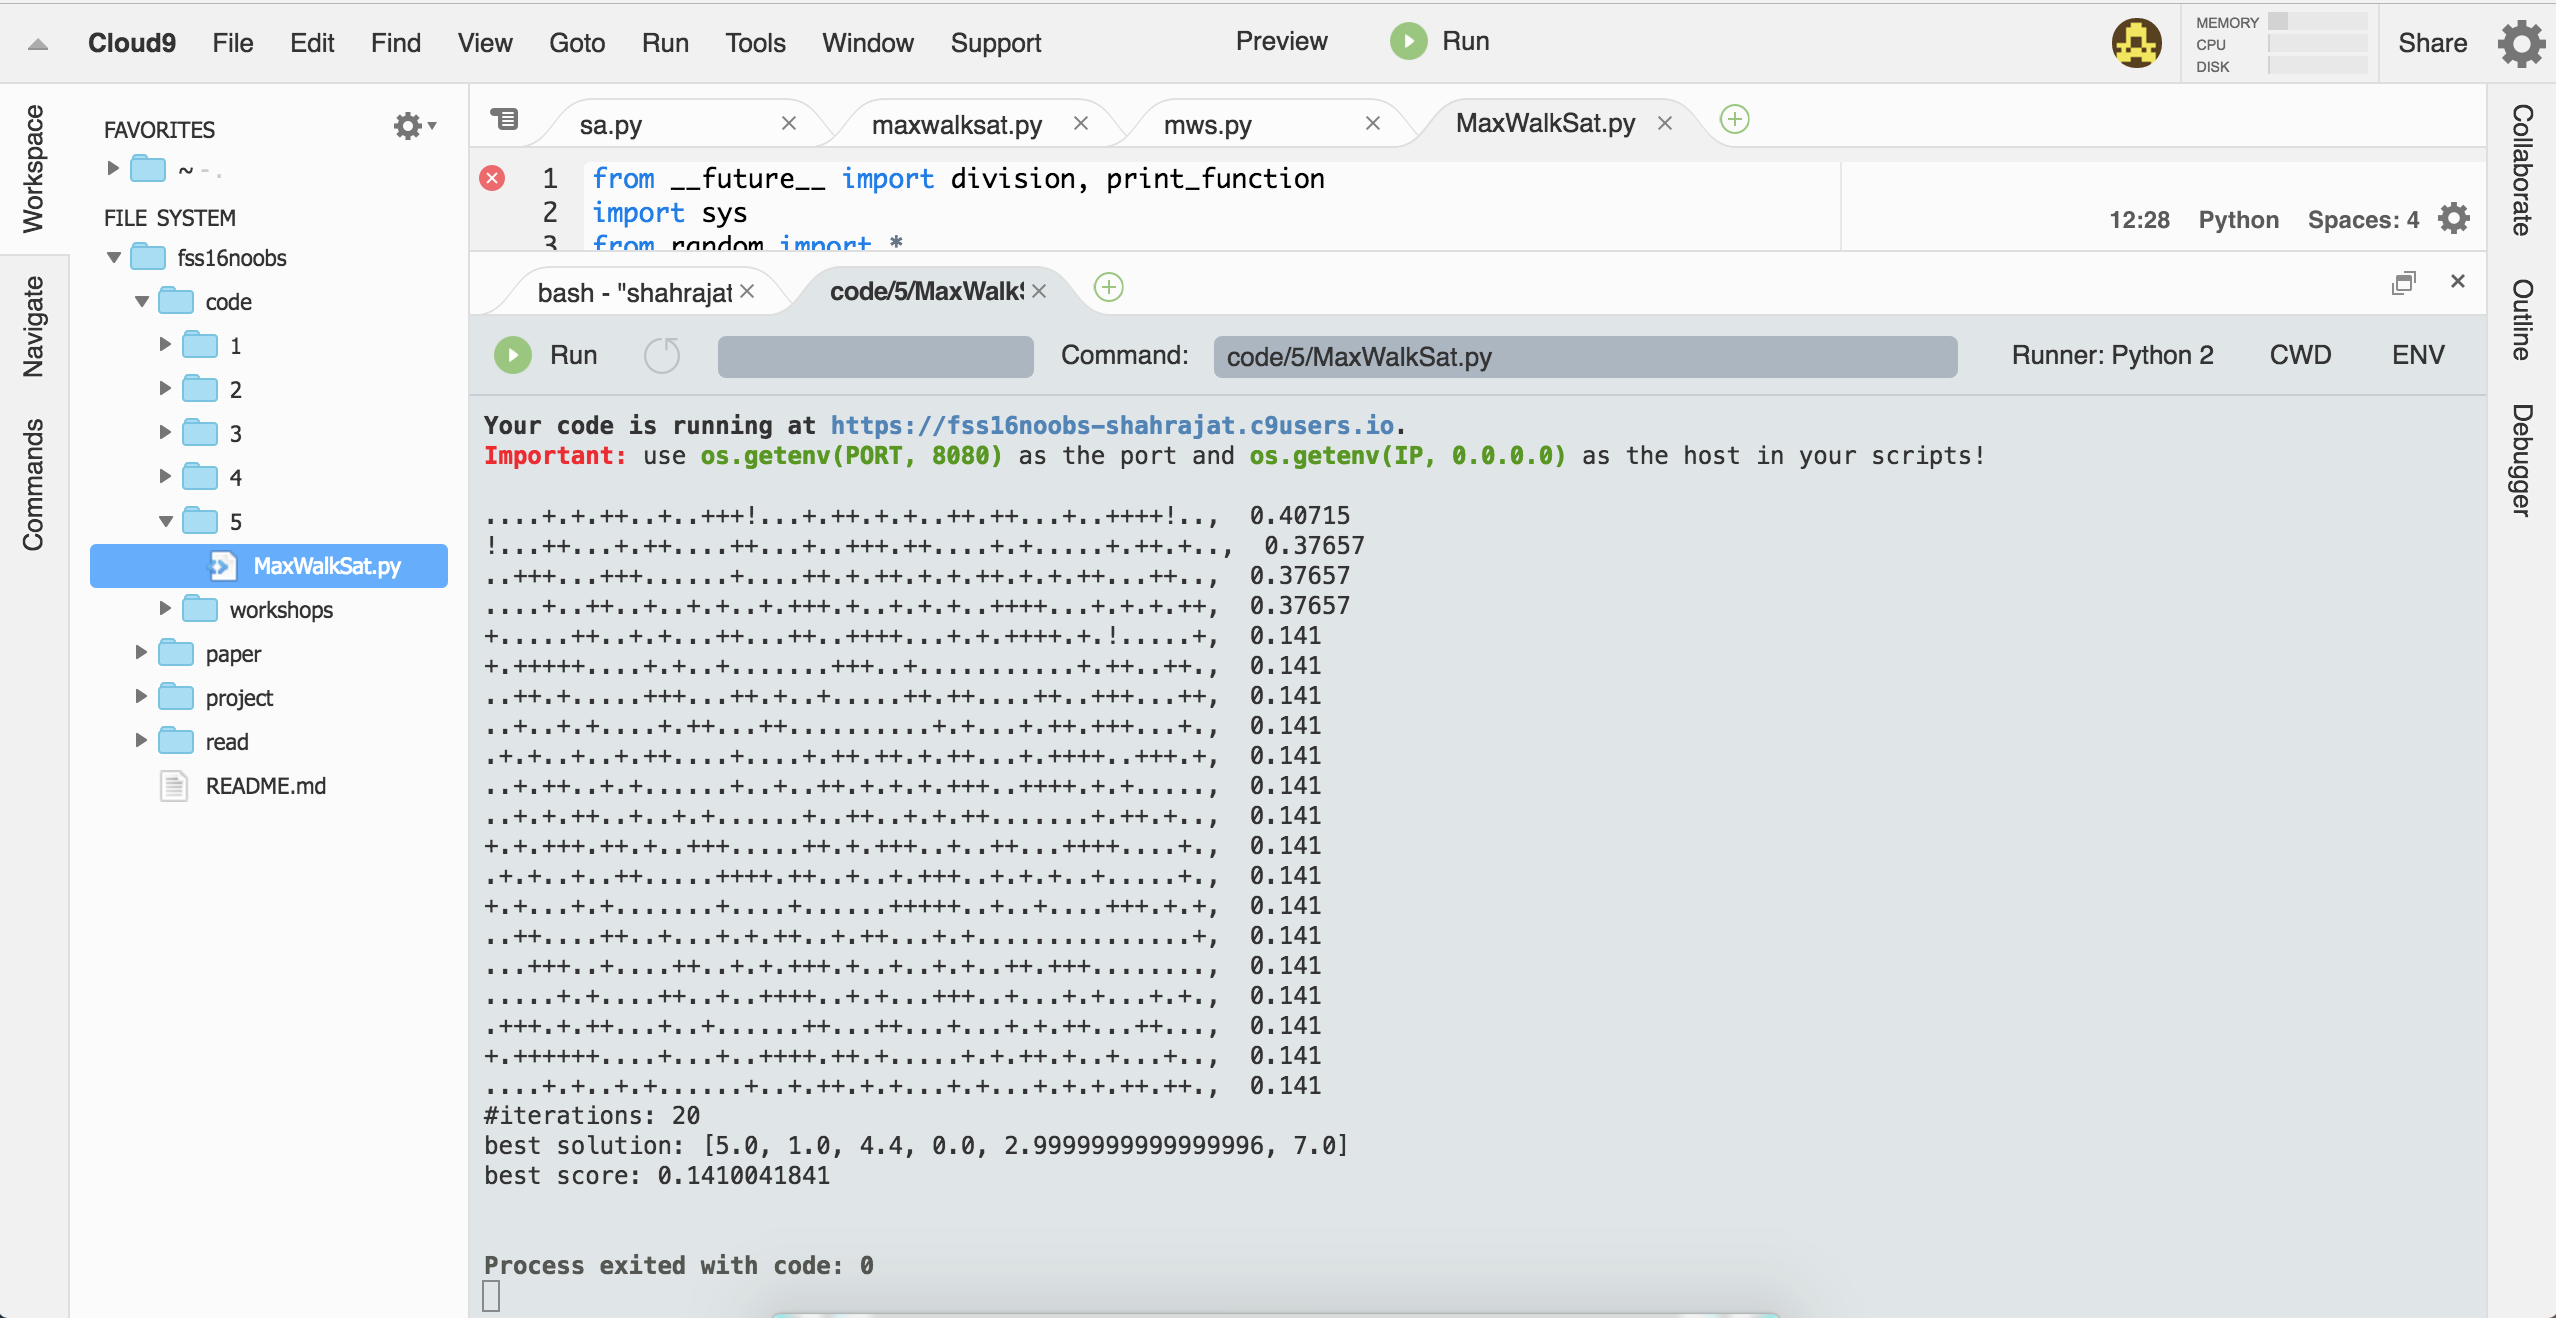 Cloud9 File Edit Find View Goto Run Tools Window Support Preview Run MEMORY CPU DISK Share
Workspace
Navigate
Commands
FAVORITES
~ - .
FILE SYSTEM
fss16noobs
code
1
2
3
4
5
MaxWalkSat.py
workshops
paper
project
read
README.md
sa.py maxwalksat.py mws.py MaxWalkSat.py
1 from __future__ import division, print_function
2 import sys
3 from random import *
12:28 Python Spaces: 4
bash - "shahrajat code/5/MaxWalkS
Run Command: code/5/MaxWalkSat.py Runner: Python 2 CWD ENV
Your code is running at https://fss16noobs-shahrajat.c9users.io.
Important: use os.getenv(PORT, 8080) as the port and os.getenv(IP, 0.0.0.0) as the host in your scripts!
....+.+.++..+..+++!...+.++.+.+..++.++...+..++++!.., 0.40715
!...++...+.++....++...+..+++.++....+.+.....+.++.+.., 0.37657
..+++...+++......+....++.+.++.+.+.++.+.+.++...++.., 0.37657
....+..++..+..+.+..+.+++.+..+.+.+..++++...+.+.+.++, 0.37657
+.....++..+.+...++...++..++++...+.+.++++.+.!.....+, 0.141
+.+++++....+.+..+.......+++..+...........+.++..++., 0.141
..++.+.....+++...++.+..+.....++.++....++..+++...++, 0.141
..+..+.+....+.++...++..........+.+...+.++.+++...+., 0.141
.+.+..+..+.++....+....+.++.++.+.++...+.++++..+++.+, 0.141
..+.++..+.+......+..+..++.+.+.+.+++..++++.+.+....., 0.141
..+.+.++..+..+.+......+..++..+.+.+.++.......+.++.+.., 0.141
+.+.+++.++.+..+++.....++.+.+++..+..++...++++....+., 0.141
.+.+..+..++.....++++.++..+..+.+++..+.+.+..+.....+., 0.141
+.+...+.+.......+....+......+++++..+..+....+++.+.+, 0.141
..++....++..+...+.+.++..+.++...+.+...............+, 0.141
...+++..+....++..+.+.+++.+..+..+.+..++.+++........, 0.141
.....+.+....++..+..++++..+.+...+++..+...+.+...+.+., 0.141
.+++.+.++...+..+......++...++...+...+.+.++...++..., 0.141
+.++++++....+...+..++++.++.+.....+.+.++.+..+...+.., 0.141
....+.+..+.+......+..+.++.+.+...+.+...+.+.+.++.++., 0.141
#iterations: 20
best solution: [5.0, 1.0, 4.4, 0.0, 2.9999999999999996, 7.0]
best score: 0.1410041841
Process exited with code: 0
Collaborate
Outline
Debugger